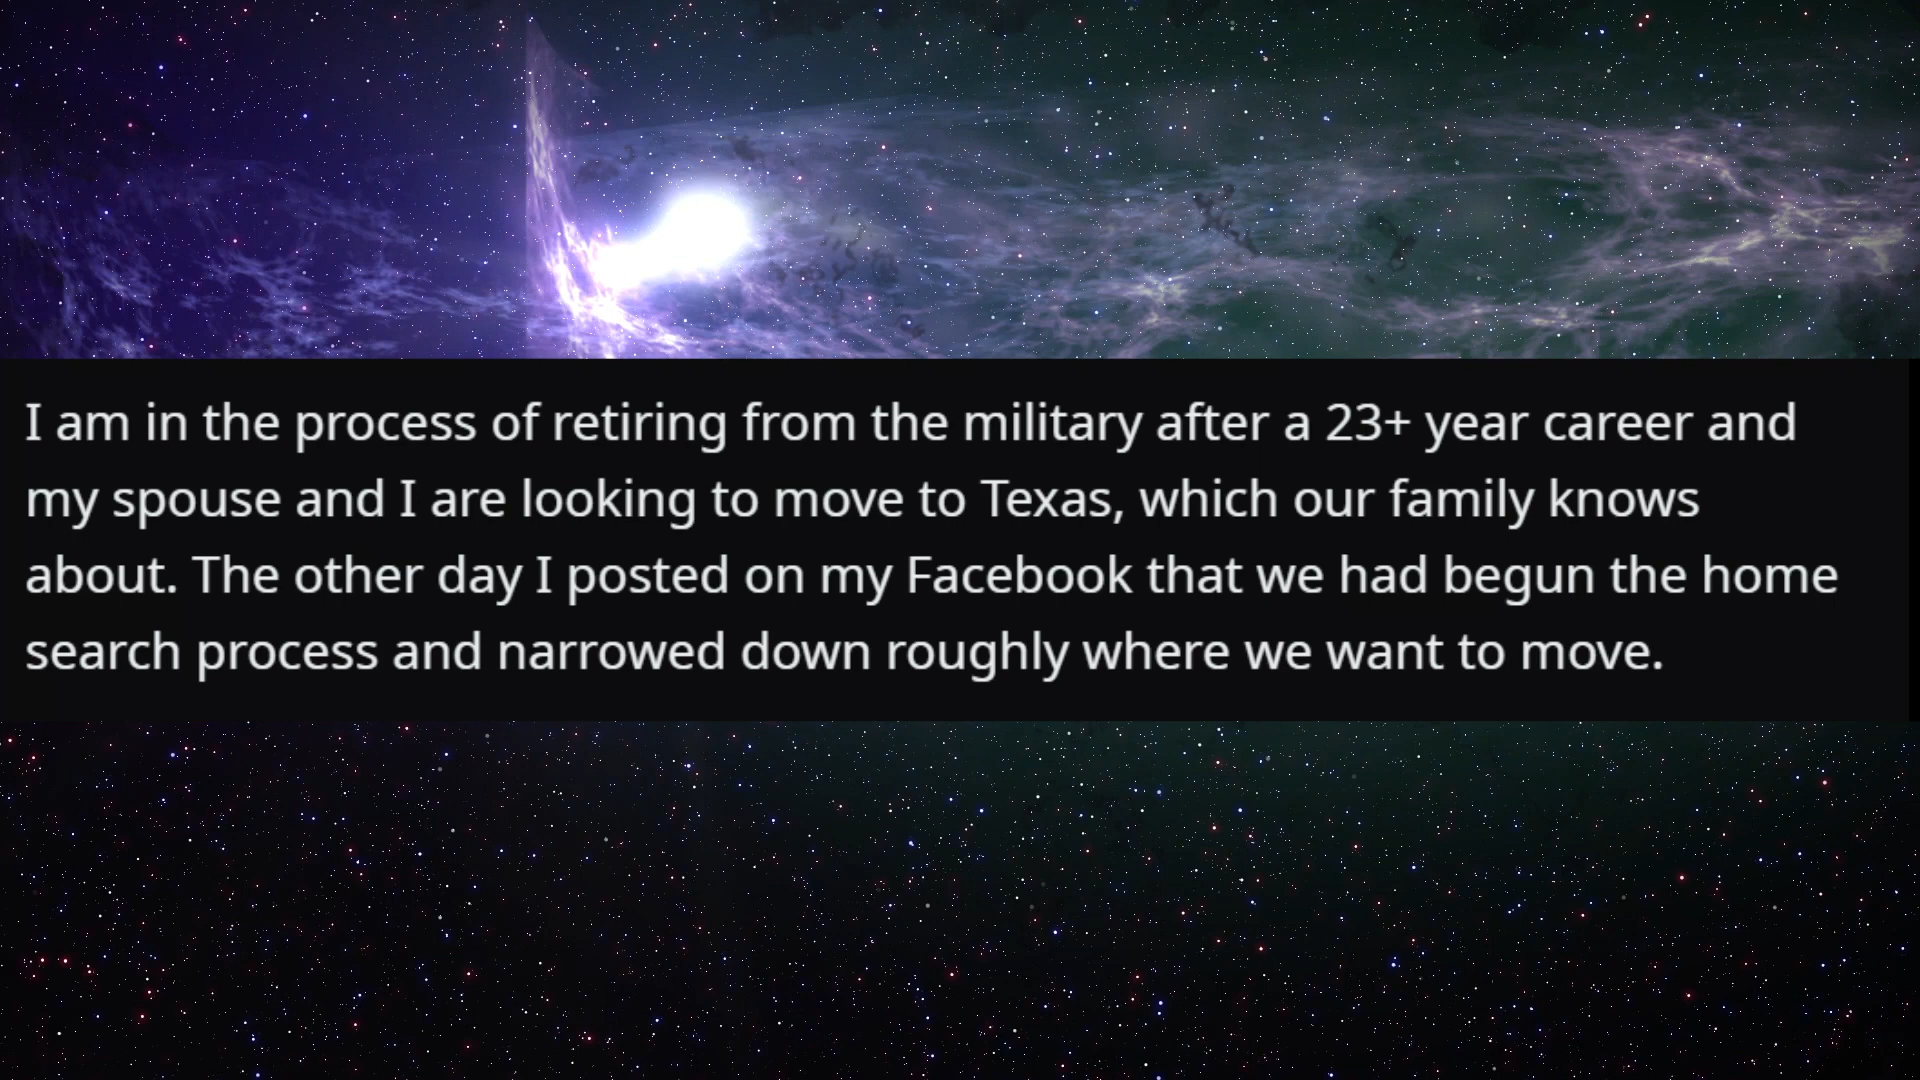 I am in the process of retiring from the military after a 23+ year career and
my spouse and I are looking to move to Texas, which our family knows
about. The other day I posted on my Facebook that we had begun the home
search process and narrowed down roughly where we want to move.